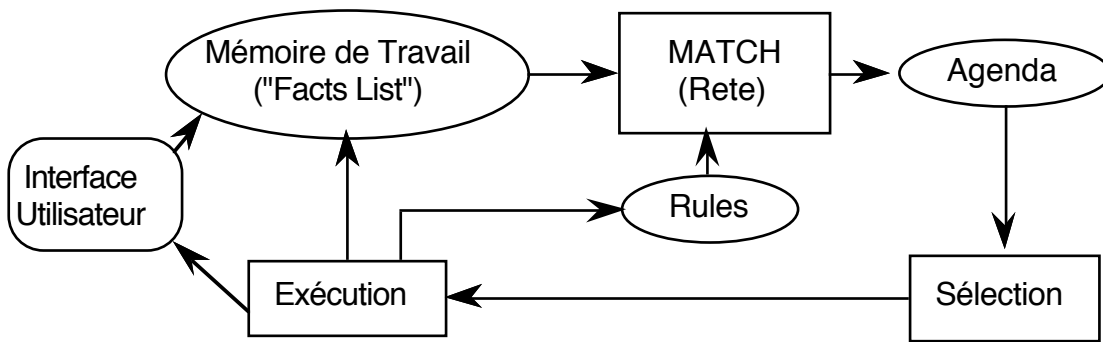 Mémoire de Travail
("Facts List")
MATCH
(Rete)
Agenda
Interface
Utilisateur
Rules
Exécution
Sélection